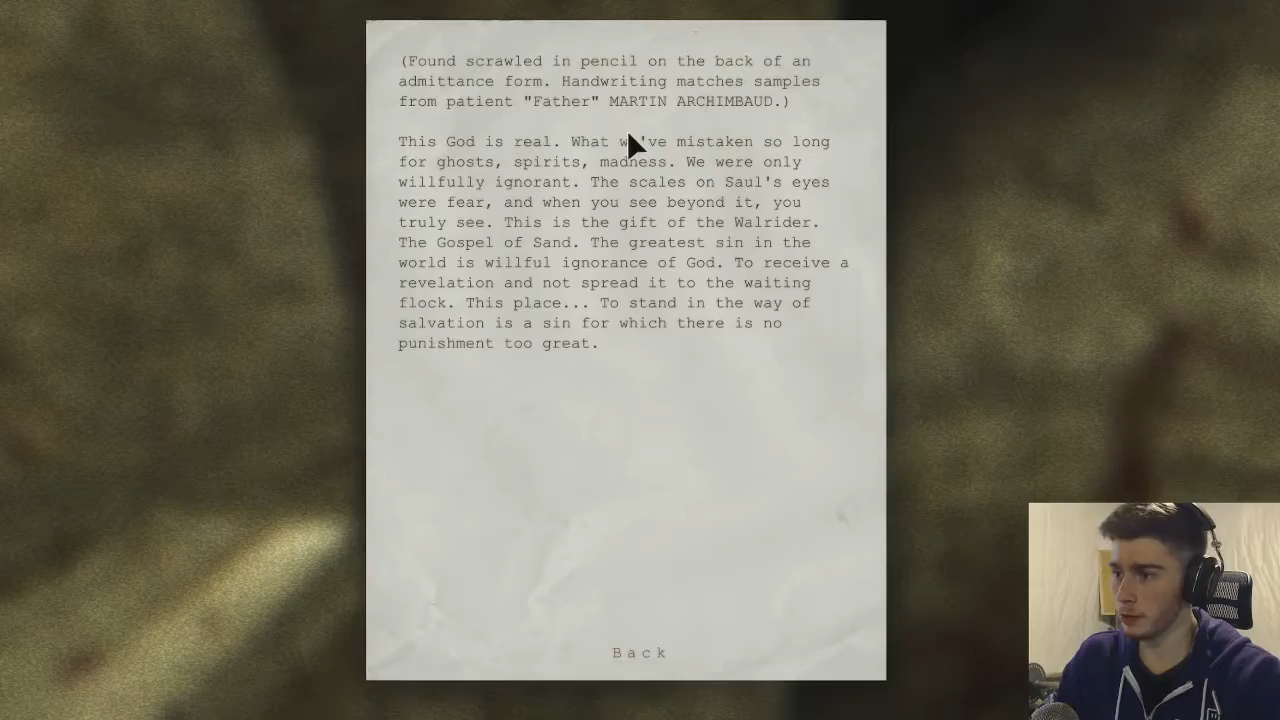 (Found scrawled in pencil on the back of an
admittance form. Handwriting matches samples
from patient "Father" MARTIN ARCHIMBAUD.)
This God is real. What we've mistaken so long
for ghosts, spirits, madness. We were only
willfully ignorant. The scales on Saul's eyes
were fear, and when you see beyond it, you
truly see. This is the gift of the Walrider.
The Gospel of Sand. The greatest sin in the
world is willful ignorance of God. To receive a
revelation and not spread it to the waiting
flock. This place... To stand in the way of
salvation is a sin for which there is no
punishment too great.
Back